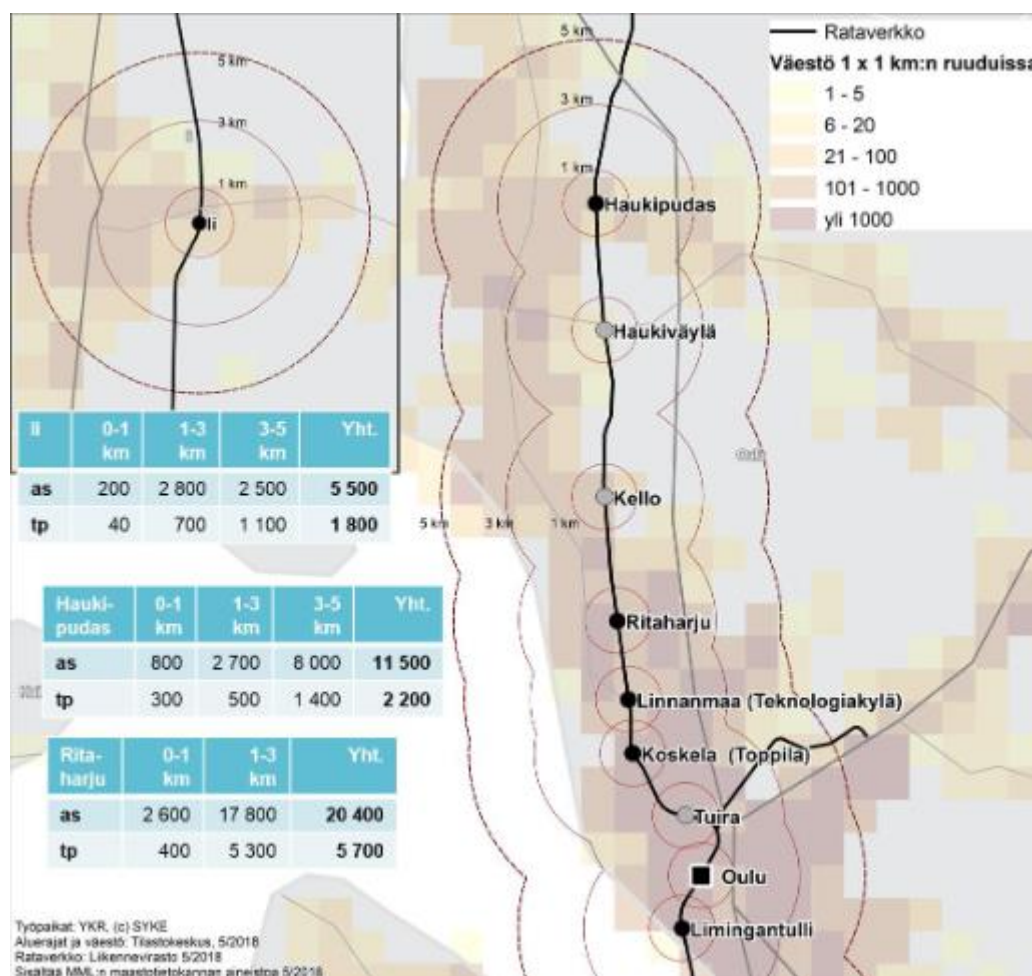 5 km
3 km
1 km
Ii
5 km
3 km
1 km
Haukipudas
Haukiväylä
Kello
5 km 3 km 1 km
Ritaharju
Linnanmaa (Teknologiakylä)
Koskela (Toppila)
Tuira
Oulu
Limingantulli
Oulu
Rataverkko
Väestö 1 x 1 km:n ruuduissa
1 - 5
6 - 20
21 - 100
101 - 1000
yli 1000
Ii 0-1 km 1-3 km 3-5 km Yht.
as 200 2 800 2 500 5 500
tp 40 700 1 100 1 800
Hauki-pudas 0-1 km 1-3 km 3-5 km Yht.
as 800 2 700 8 000 11 500
tp 300 500 1 400 2 200
Rita-harju 0-1 km 1-3 km Yht.
as 2 600 17 800 20 400
tp 400 5 300 5 700
Työpaikat: YKR, (c) SYKE
Aluerajat ja väestö: Tilastokeskus, 5/2018
Rataverkko: Liikennevirasto 5/2018
Sisältää MML:n maastotietokannan aineistoa 5/2018